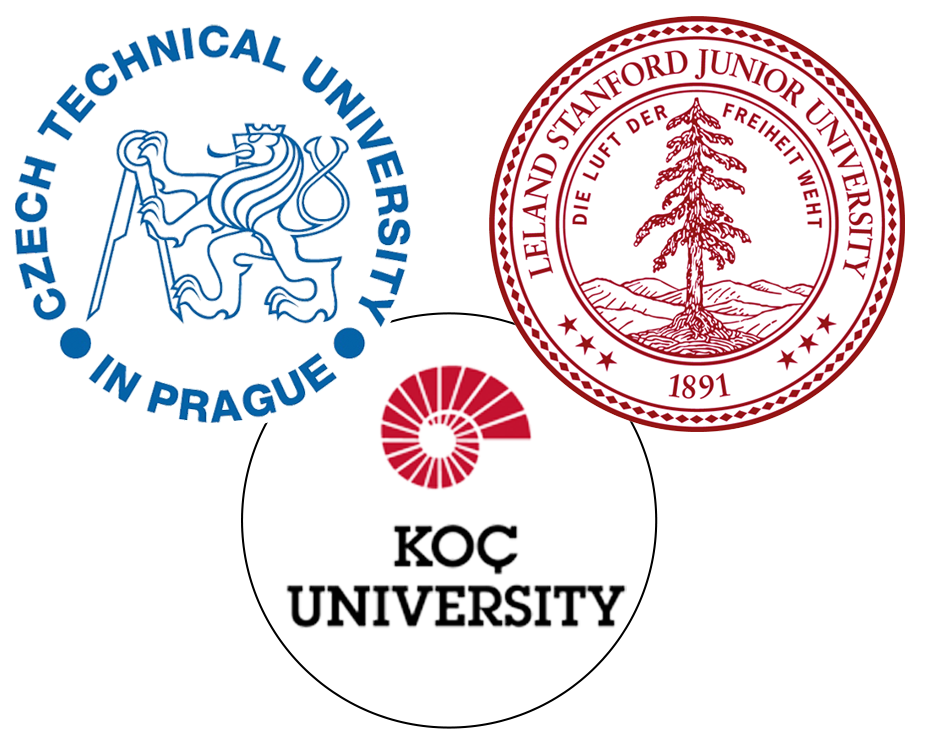 CZECH TECHNICAL UNIVERSITY
IN PRAGUE
LELAND STANFORD JUNIOR UNIVERSITY
DIE LUFT DER FREIHEIT WEHT
1891
KOÇ
UNIVERSITY